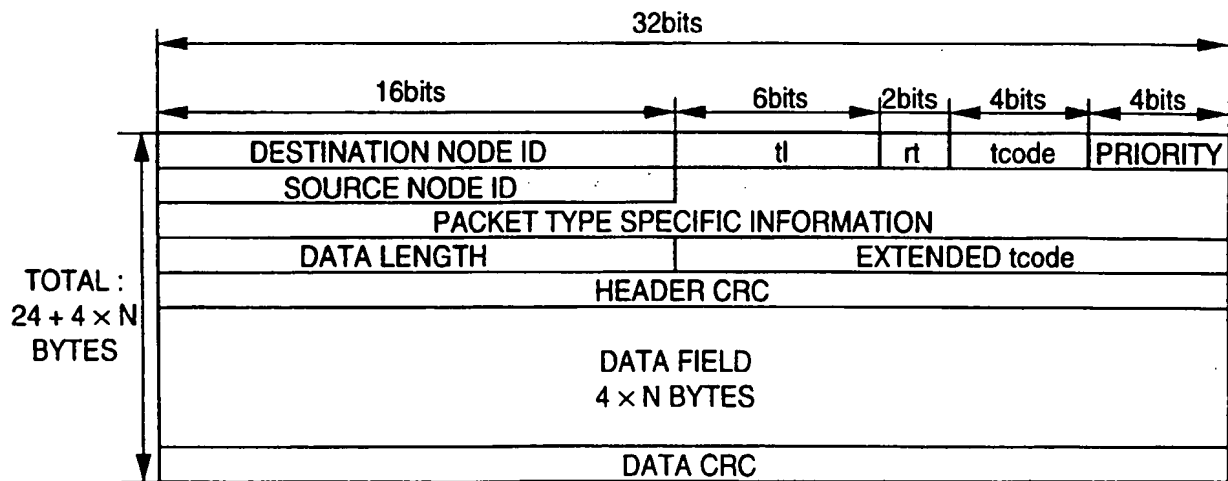 32bits
16bits 6bits 2bits 4bits 4bits
DESTINATION NODE ID tl rt tcode PRIORITY
SOURCE NODE ID
PACKET TYPE SPECIFIC INFORMATION
DATA LENGTH EXTENDED tcode
HEADER CRC
TOTAL :
24 + 4 × N
BYTES
DATA FIELD
4 × N BYTES
DATA CRC